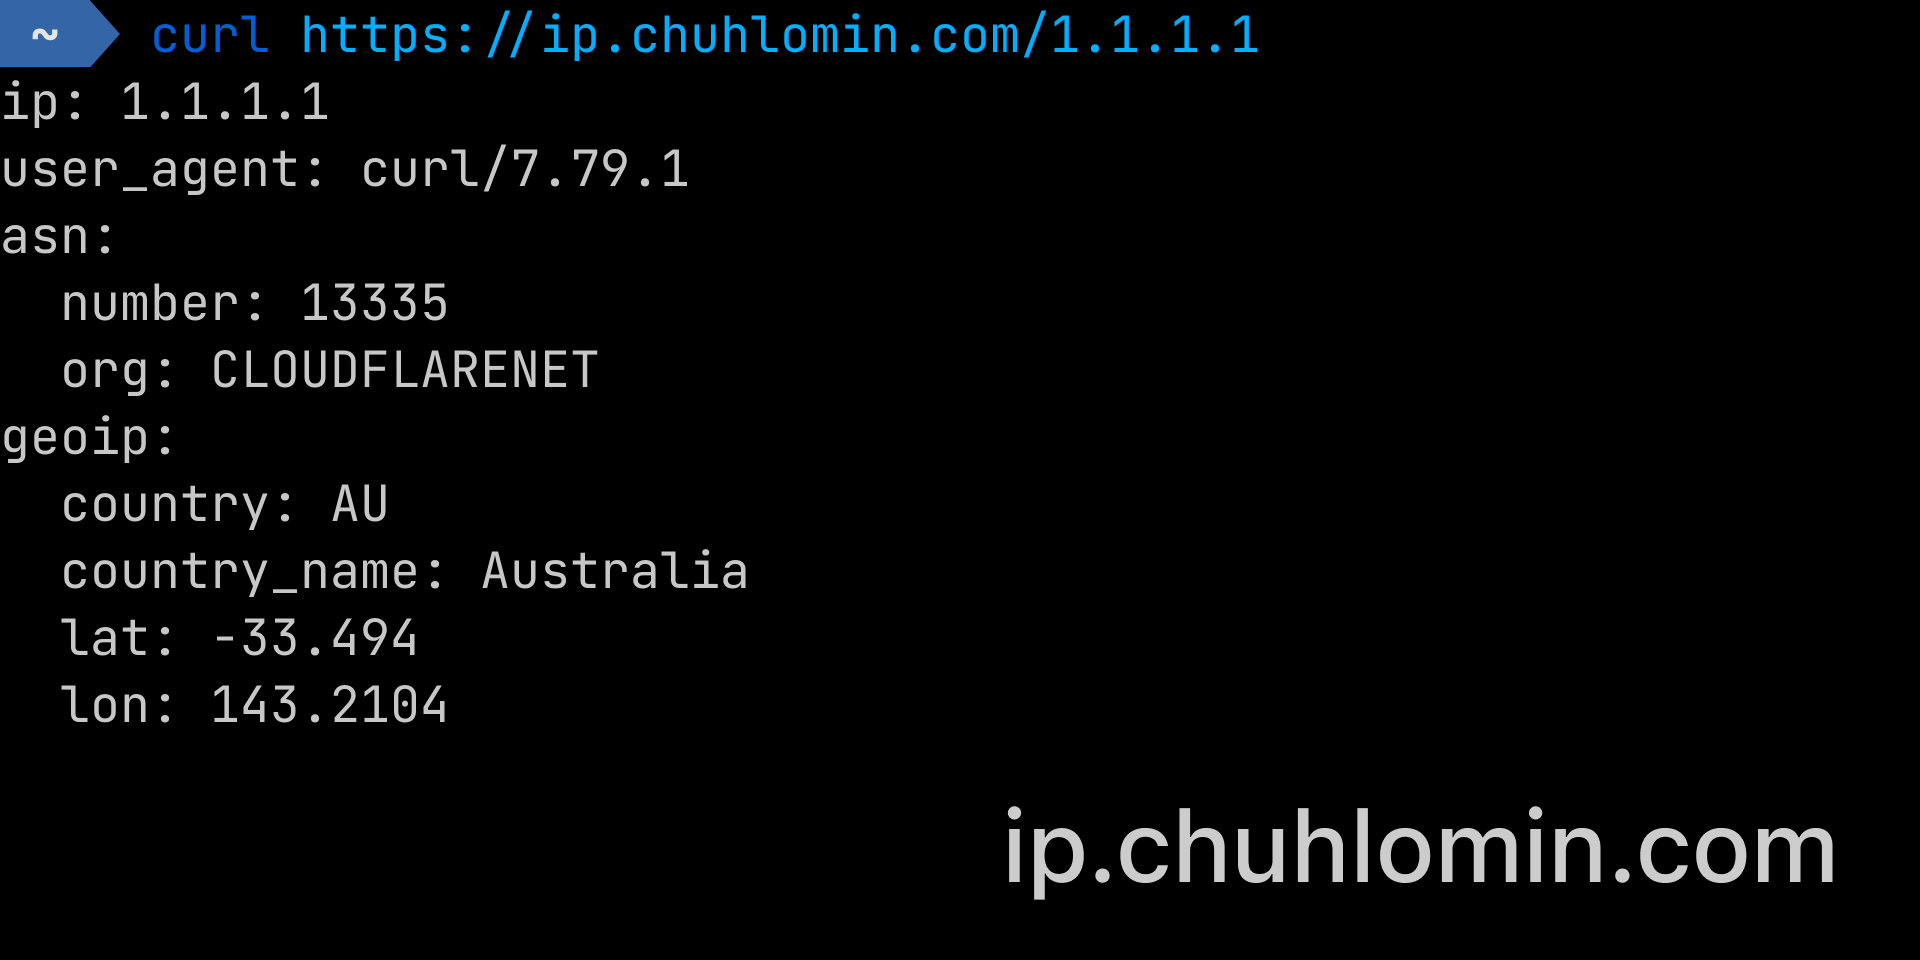 ~ curl https://ip.chuhlomin.com/1.1.1.1
ip: 1.1.1.1
user_agent: curl/7.79.1
asn:
  number: 13335
  org: CLOUDFLARENET
geoip:
  country: AU
  country_name: Australia
  lat: -33.494
  lon: 143.2104
ip.chuhlomin.com